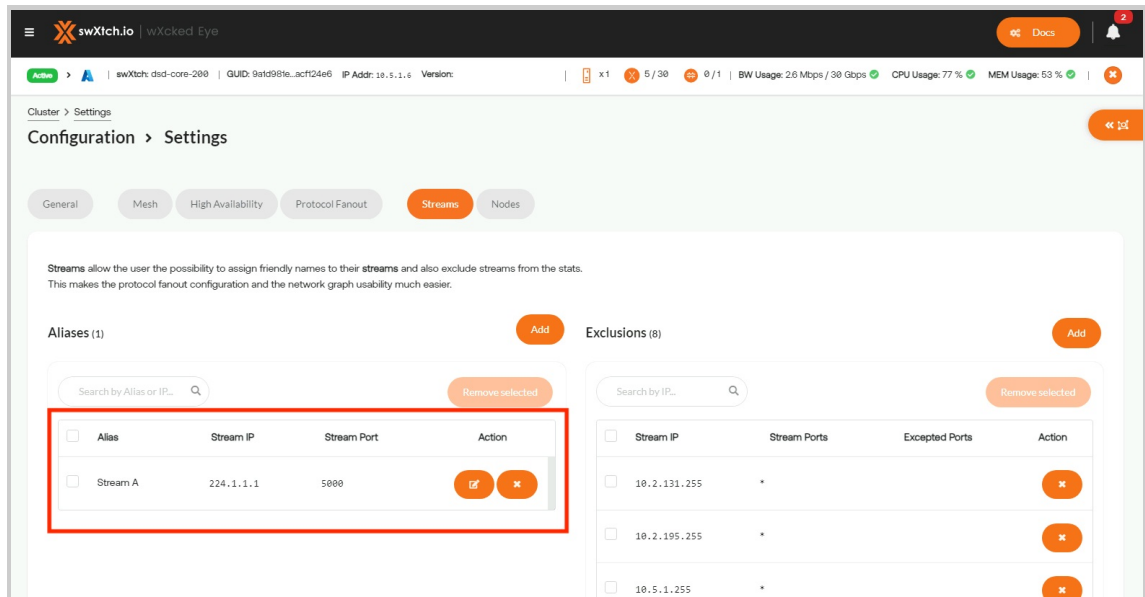 swXtch.io | wXcked Eye
Docs
2
Active > | swXtch: dsd-core-200 | GUID: 9a1d981e...acf124e6 IP Addr: 10.5.1.6 Version: | x1 5/30 0/1 | BW Usage: 2.6 Mbps / 30 Gbps CPU Usage: 77 % MEM Usage: 53 % |
Cluster > Settings
Configuration > Settings
General Mesh High Availability Protocol Fanout Streams Nodes
Streams allow the user the possibility to assign friendly names to their streams and also exclude streams from the stats.
This makes the protocol fanout configuration and the network graph usability much easier.
Aliases (1) Add
Search by Alias or IP... Remove selected
Alias Stream IP Stream Port Action
Stream A 224.1.1.1 5000
Exclusions (8) Add
Search by IP... Remove selected
Stream IP Stream Ports Excepted Ports Action
10.2.131.255 *
10.2.195.255 *
10.5.1.255 *